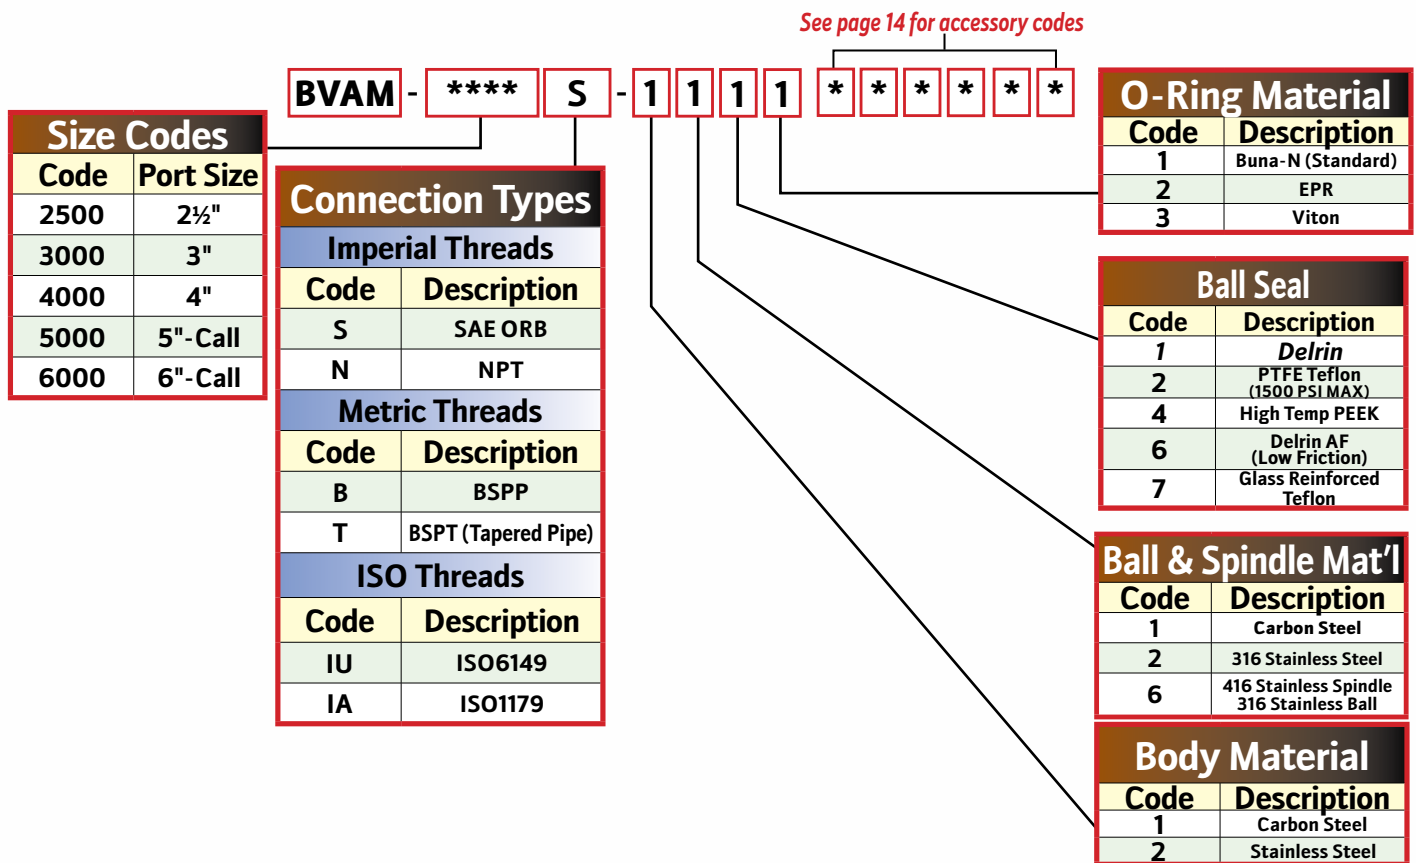 See page 14 for accessory codes
BVAM - **** S - 1 1 1 1 * * * * * *
Size Codes
Code Port Size
2500 2½"
3000 3"
4000 4"
5000 5"-Call
6000 6"-Call
Connection Types
Imperial Threads
Code Description
S SAE ORB
N NPT
Metric Threads
Code Description
B BSPP
T BSPT (Tapered Pipe)
ISO Threads
Code Description
IU ISO6149
IA ISO1179
O-Ring Material
Code Description
1 Buna-N (Standard)
2 EPR
3 Viton
Ball Seal
Code Description
1 Delrin
2 PTFE Teflon
(1500 PSI MAX)
4 High Temp PEEK
6 Delrin AF
(Low Friction)
7 Glass Reinforced
Teflon
Ball & Spindle Mat'l
Code Description
1 Carbon Steel
2 316 Stainless Steel
6 416 Stainless Spindle
316 Stainless Ball
Body Material
Code Description
1 Carbon Steel
2 Stainless Steel